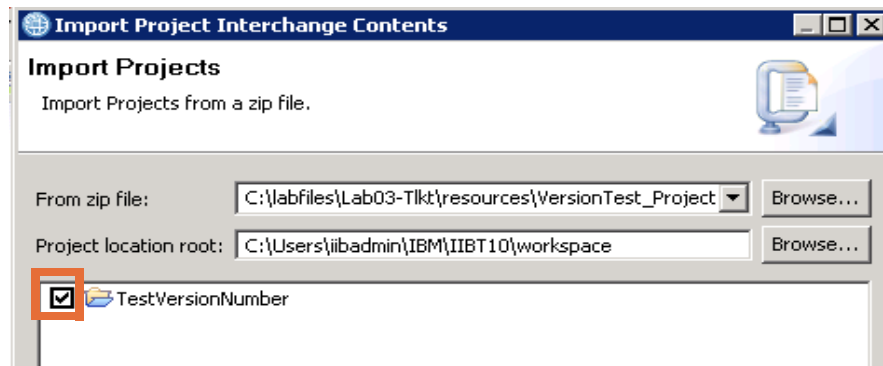 Import Project Interchange Contents
Import Projects
Import Projects from a zip file.
From zip file: C:\labfiles\Lab03-Tlkt\resources\VersionTest_Project Browse...
Project location root: C:\Users\iibadmin\IBM\IIBT10\workspace Browse...
TestVersionNumber